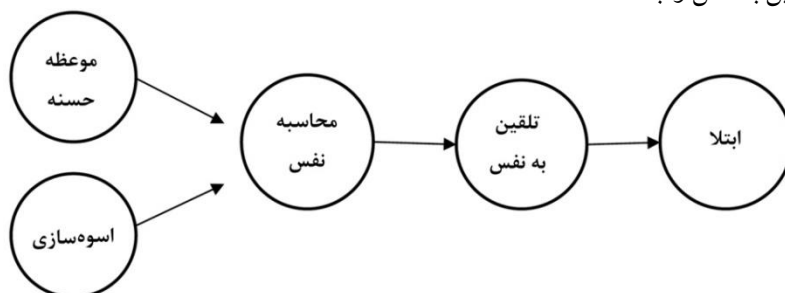 موعظه
حسنه
اسوه‌سازی
محاسبه
نفس
تلقین
به نفس
ابتلا